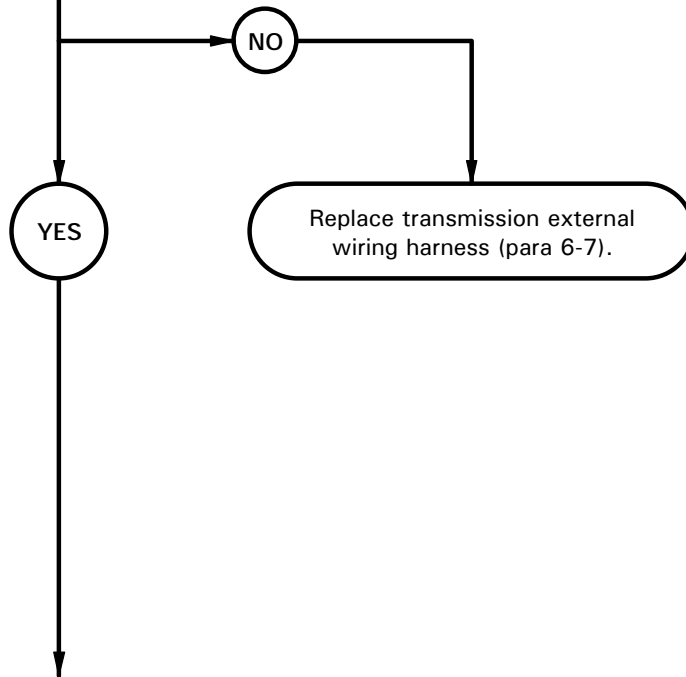 NO
YES
Replace transmission external
wiring harness (para 6-7).